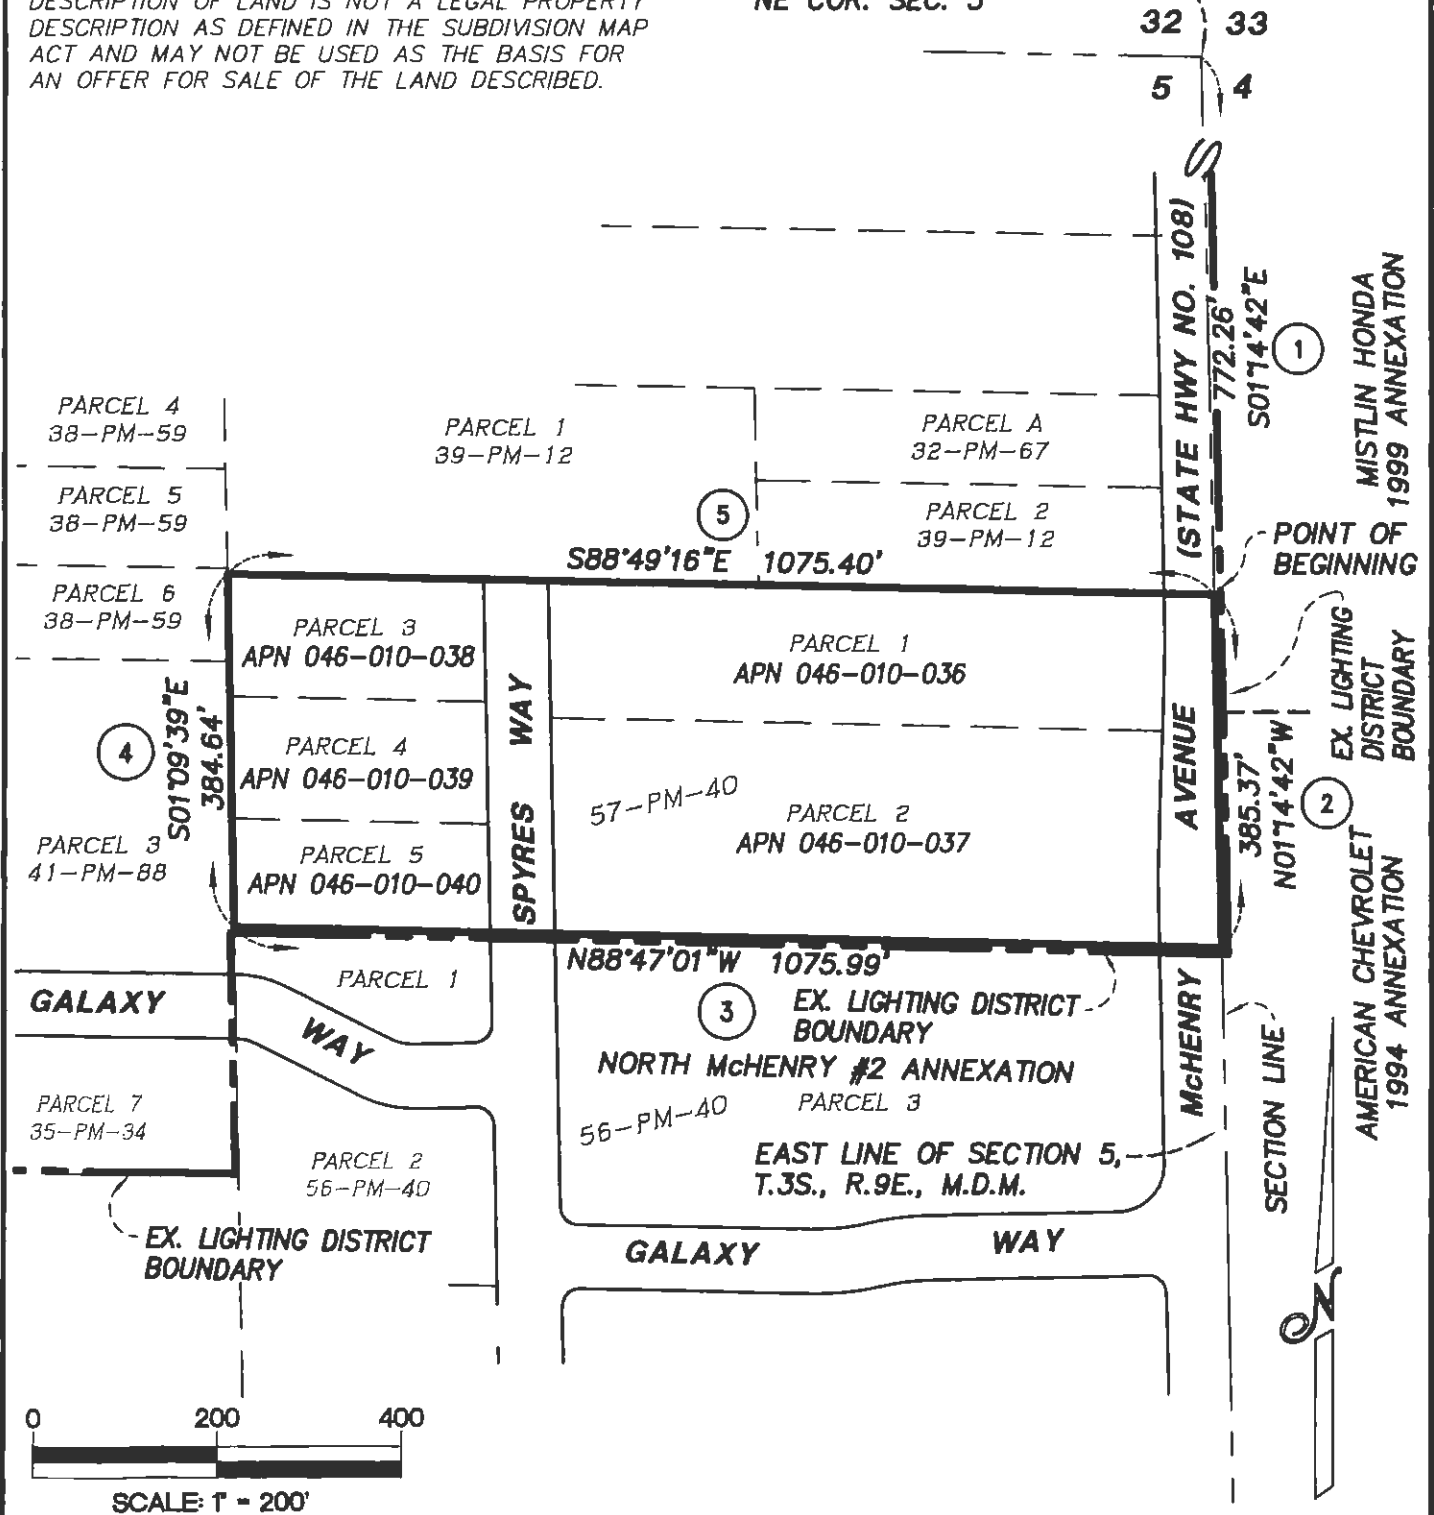 DESCRIPTION OF LAND IS NOT A LEGAL PROPERTY
DESCRIPTION AS DEFINED IN THE SUBDIVISION MAP
ACT AND MAY NOT BE USED AS THE BASIS FOR
AN OFFER FOR SALE OF THE LAND DESCRIBED.
NE COR. SEC. 5
32 33
5 4
(STATE HWY NO. 108)
772.26'
S01°14'42"E
1
MISTLIN HONDA
1999 ANNEXATION
PARCEL 4
38-PM-59
PARCEL 1
39-PM-12
PARCEL A
32-PM-67
PARCEL 5
38-PM-59
5
PARCEL 2
39-PM-12
POINT OF
BEGINNING
S88°49'16"E 1075.40'
PARCEL 6
38-PM-59
PARCEL 3
APN 046-010-038
PARCEL 1
APN 046-010-036
EX. LIGHTING
DISTRICT
BOUNDARY
4
S01°09'39"E
384.64'
PARCEL 4
APN 046-010-039
SPYRES WAY
57-PM-40
PARCEL 2
APN 046-010-037
AVENUE
385.37'
N01°14'42"W
2
PARCEL 3
41-PM-88
PARCEL 5
APN 046-010-040
AMERICAN CHEVROLET
1994 ANNEXATION
N88°47'01"W 1075.99'
PARCEL 1
3
EX. LIGHTING DISTRICT
BOUNDARY
GALAXY
WAY
NORTH McHENRY #2 ANNEXATION
McHENRY
SECTION LINE
PARCEL 7
35-PM-34
56-PM-40
PARCEL 3
PARCEL 2
56-PM-40
EAST LINE OF SECTION 5,
T.3S., R.9E., M.D.M.
EX. LIGHTING DISTRICT
BOUNDARY
GALAXY WAY
N
0 200 400
SCALE: 1" = 200'